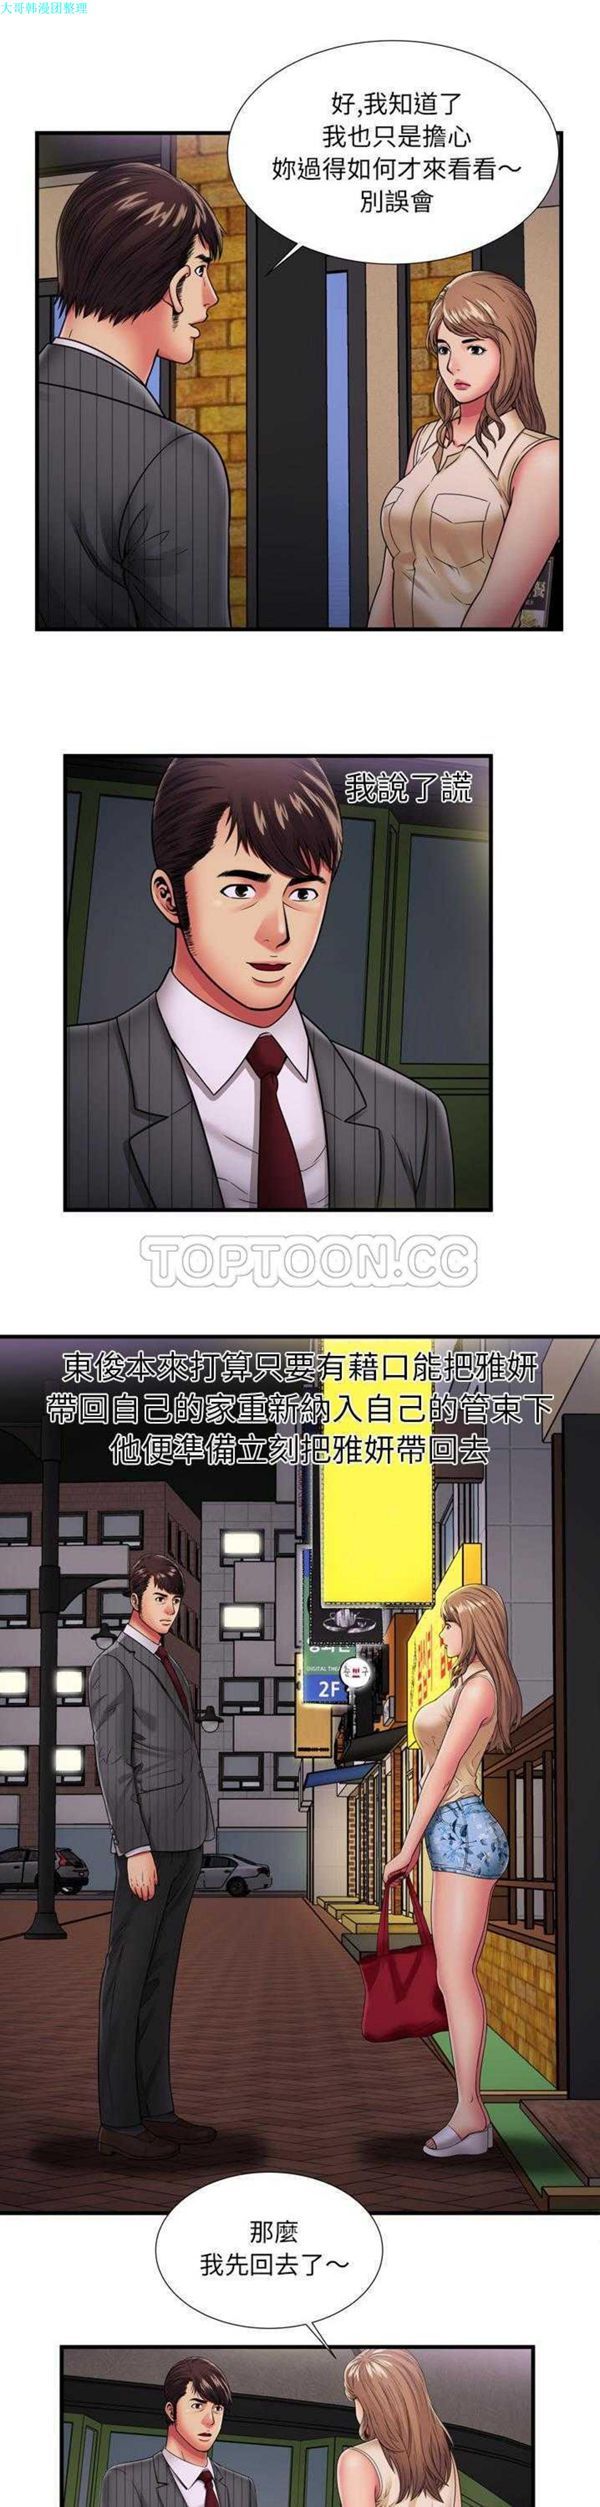 大哥韩漫团整理
好,我知道了
我也只是擔心
妳過得如何才來看看～
別誤會
我說了謊
TOPTOON.CC
東俊本來打算只要有藉口能把雅妍
帶回自己的家重新納入自己的管束下
他便準備立刻把雅妍帶回去
DIGITAL
2F
那麼
我先回去了～